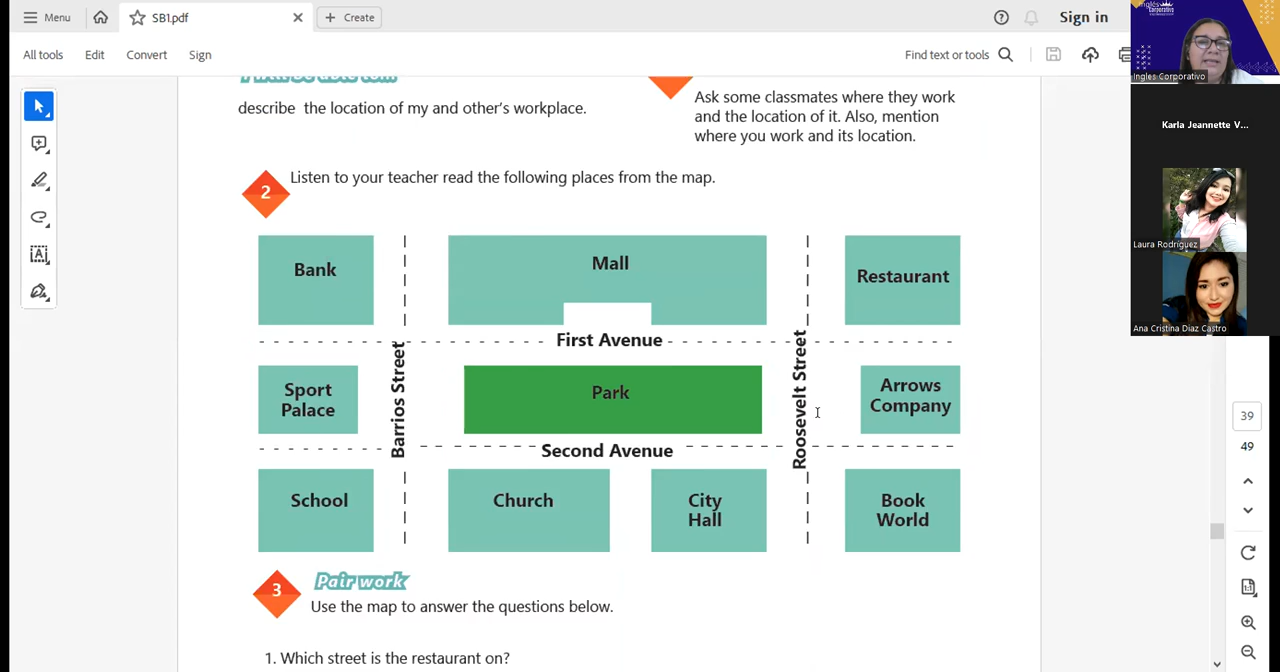 Menu
SB1.pdf
Create
Sign in
All tools
Edit
Convert
Sign
Find text or tools
describe the location of my and other's workplace.
Ask some classmates where they work
and the location of it. Also, mention
where you work and its location.
2
Listen to your teacher read the following places from the map.
Bank
Mall
Restaurant
First Avenue
Barrios Street
Roosevelt Street
Sport
Palace
Park
Arrows
Company
Second Avenue
School
Church
City
Hall
Book
World
3
Pair work
Use the map to answer the questions below.
1. Which street is the restaurant on?
Ingles Corporativo
Karla Jeannette V...
Laura Rodríguez
Ana Cristina Diaz Castro
39
49